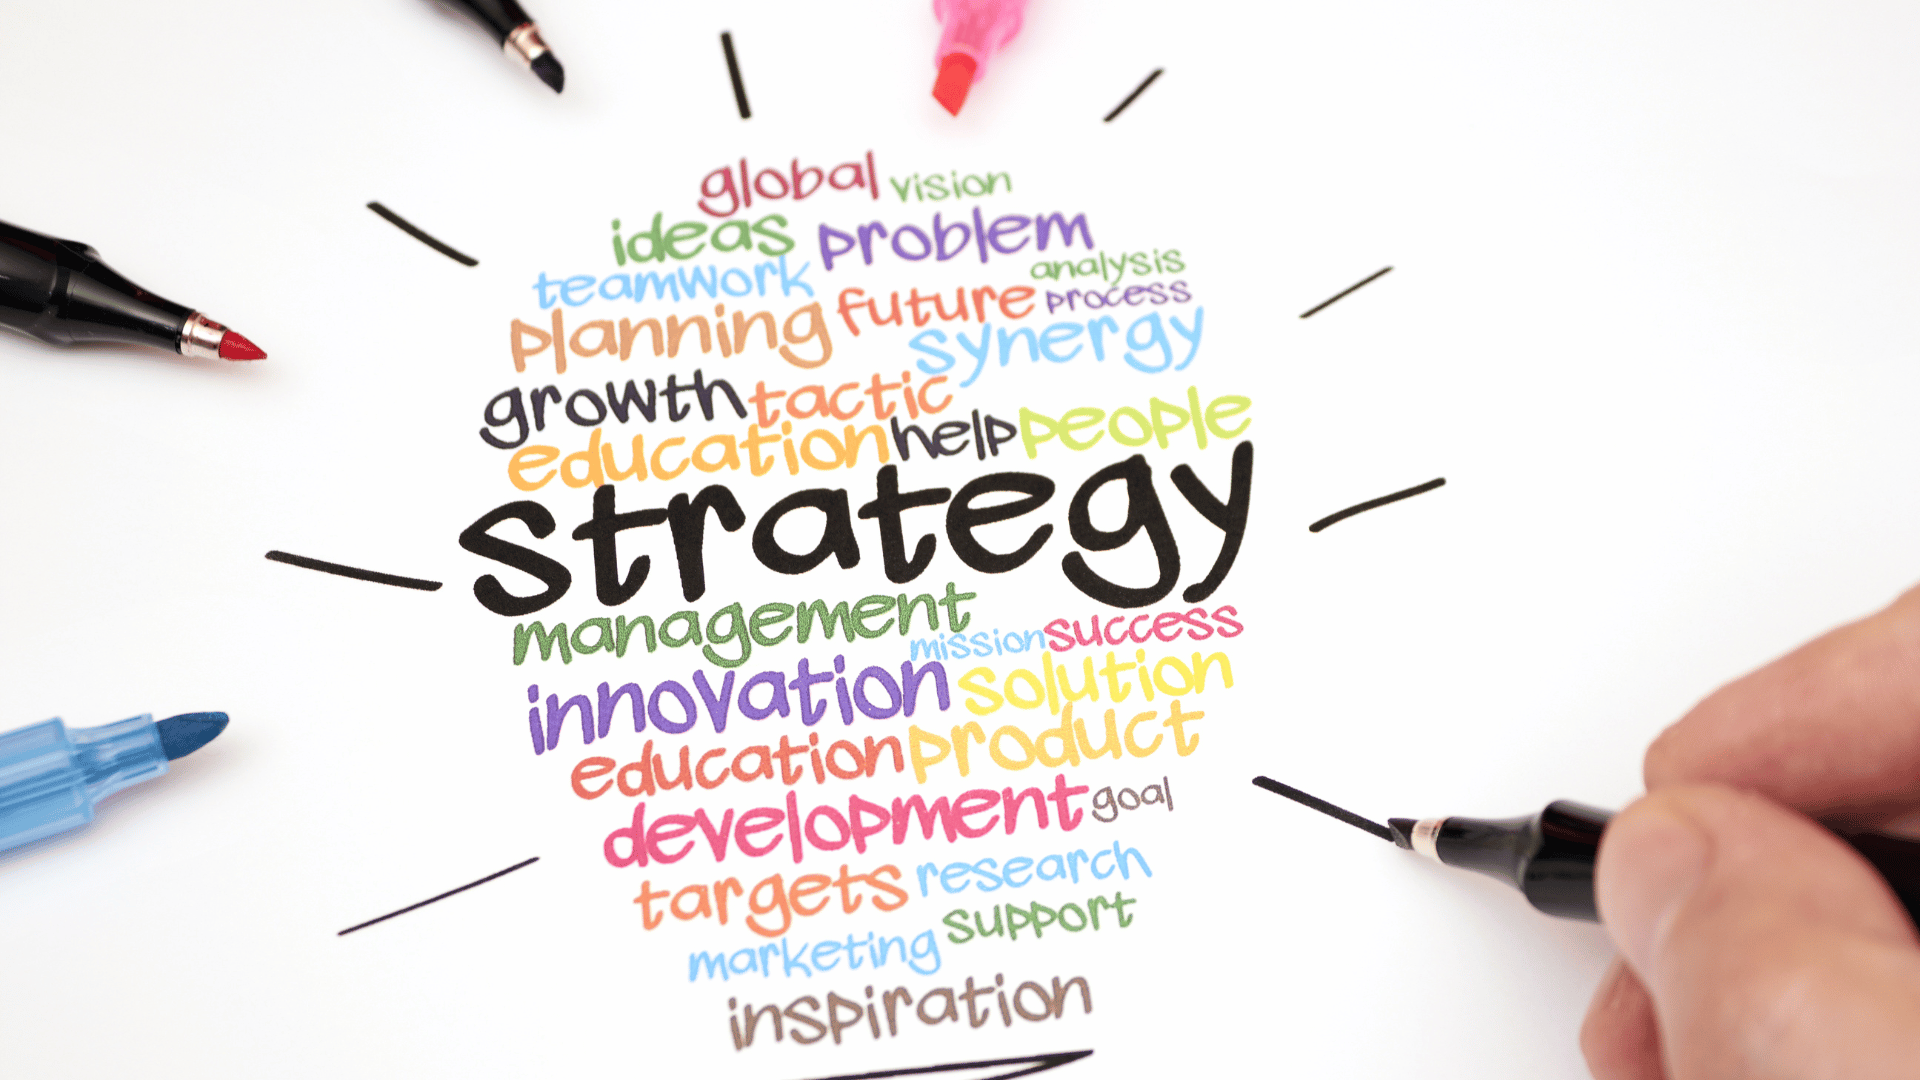 global vision
ideas problem
teamwork analysis
planning future process
synergy
growth tactic
education help people
strategy
management
mission success
innovation solution
education product
development goal
targets research
marketing support
inspiration